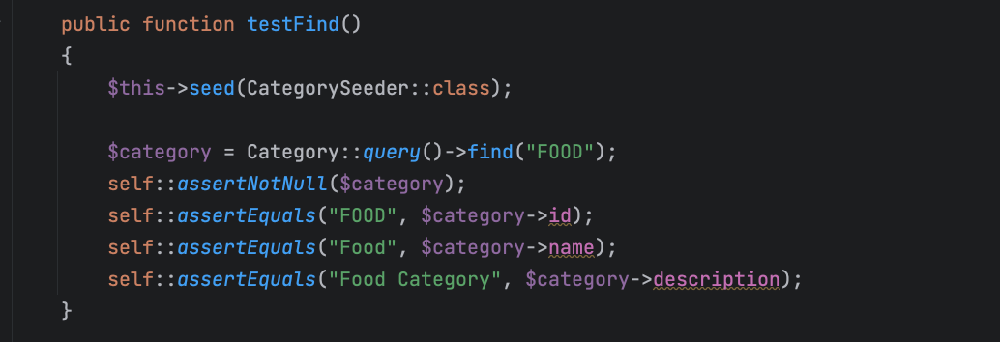 public function testFind()
{
$this->seed(CategorySeeder::class);
$category = Category::query()->find("FOOD");
self::assertNotNull($category);
self::assertEquals("FOOD", $category->id);
self::assertEquals("Food", $category->name);
self::assertEquals("Food Category", $category->description);
}